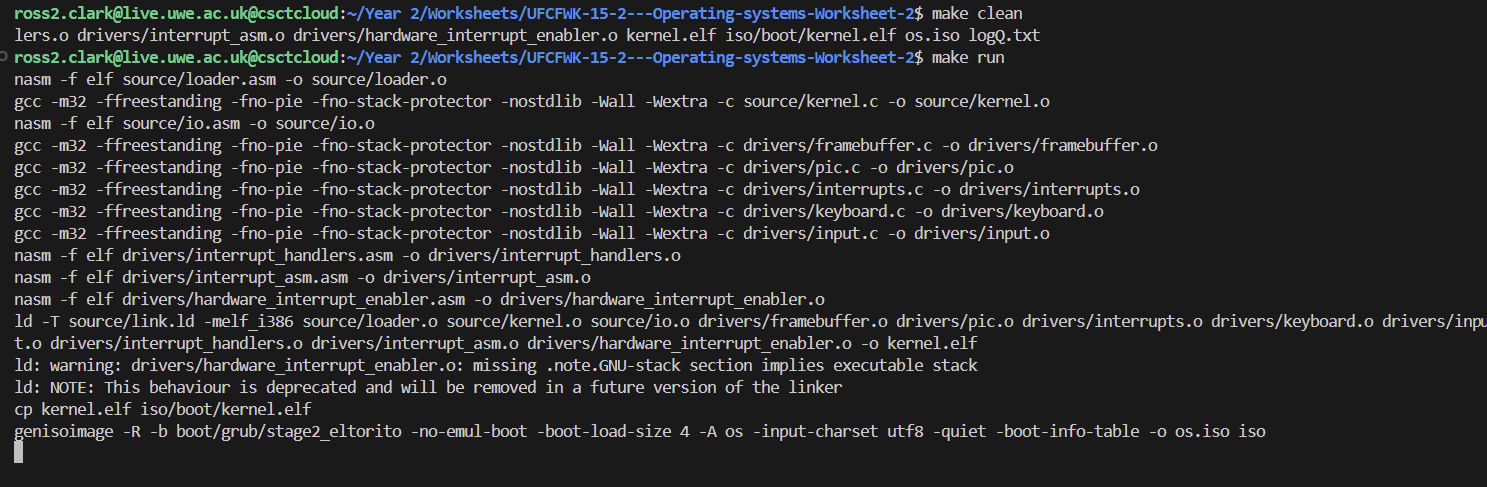 ross2.clark@live.uwe.ac.uk@csctcloud:~/Year 2/Worksheets/UFCFWK-15-2---Operating-systems-Worksheet-2$ make clean
lers.o drivers/interrupt_asm.o drivers/hardware_interrupt_enabler.o kernel.elf iso/boot/kernel.elf os.iso logQ.txt
ross2.clark@live.uwe.ac.uk@csctcloud:~/Year 2/Worksheets/UFCFWK-15-2---Operating-systems-Worksheet-2$ make run
nasm -f elf source/loader.asm -o source/loader.o
gcc -m32 -ffreestanding -fno-pie -fno-stack-protector -nostdlib -Wall -Wextra -c source/kernel.c -o source/kernel.o
nasm -f elf source/io.asm -o source/io.o
gcc -m32 -ffreestanding -fno-pie -fno-stack-protector -nostdlib -Wall -Wextra -c drivers/framebuffer.c -o drivers/framebuffer.o
gcc -m32 -ffreestanding -fno-pie -fno-stack-protector -nostdlib -Wall -Wextra -c drivers/pic.c -o drivers/pic.o
gcc -m32 -ffreestanding -fno-pie -fno-stack-protector -nostdlib -Wall -Wextra -c drivers/interrupts.c -o drivers/interrupts.o
gcc -m32 -ffreestanding -fno-pie -fno-stack-protector -nostdlib -Wall -Wextra -c drivers/keyboard.c -o drivers/keyboard.o
gcc -m32 -ffreestanding -fno-pie -fno-stack-protector -nostdlib -Wall -Wextra -c drivers/input.c -o drivers/input.o
nasm -f elf drivers/interrupt_handlers.asm -o drivers/interrupt_handlers.o
nasm -f elf drivers/interrupt_asm.asm -o drivers/interrupt_asm.o
nasm -f elf drivers/hardware_interrupt_enabler.asm -o drivers/hardware_interrupt_enabler.o
ld -T source/link.ld -melf_i386 source/loader.o source/kernel.o source/io.o drivers/framebuffer.o drivers/pic.o drivers/interrupts.o drivers/keyboard.o drivers/inpu
t.o drivers/interrupt_handlers.o drivers/interrupt_asm.o drivers/hardware_interrupt_enabler.o -o kernel.elf
ld: warning: drivers/hardware_interrupt_enabler.o: missing .note.GNU-stack section implies executable stack
ld: NOTE: This behaviour is deprecated and will be removed in a future version of the linker
cp kernel.elf iso/boot/kernel.elf
genisoimage -R -b boot/grub/stage2_eltorito -no-emul-boot -boot-load-size 4 -A os -input-charset utf8 -quiet -boot-info-table -o os.iso iso